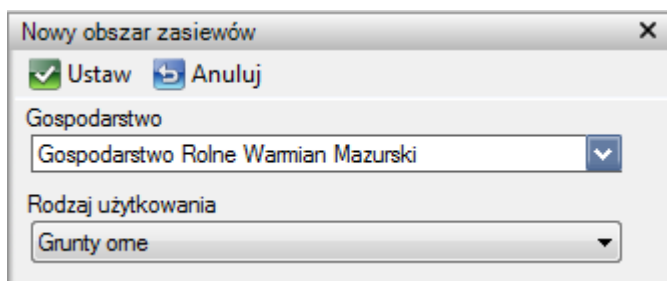 Nowy obszar zasiewów
Ustaw Anuluj
Gospodarstwo
Gospodarstwo Rolne Warmian Mazurski
Rodzaj użytkowania
Grunty orne